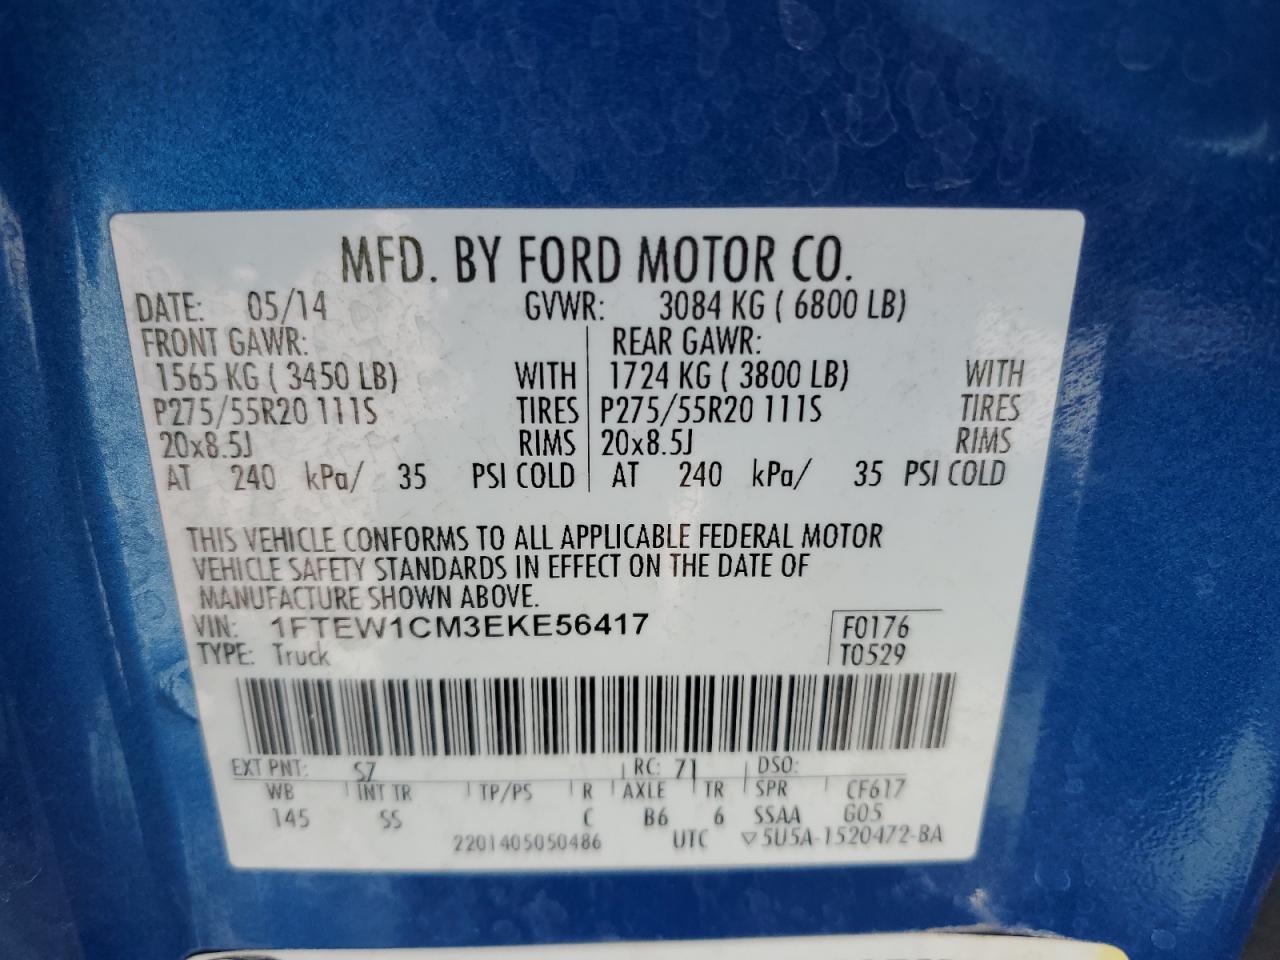 MFD. BY FORD MOTOR CO.
DATE: 05/14 GVWR: 3084 KG ( 6800 LB)
FRONT GAWR: REAR GAWR:
1565 KG ( 3450 LB) WITH 1724 KG ( 3800 LB) WITH
P275/55R20 111S TIRES P275/55R20 111S TIRES
20x8.5J RIMS 20x8.5J RIMS
AT 240 kPa/ 35 PSI COLD AT 240 kPa/ 35 PSI COLD
THIS VEHICLE CONFORMS TO ALL APPLICABLE FEDERAL MOTOR
VEHICLE SAFETY STANDARDS IN EFFECT ON THE DATE OF
MANUFACTURE SHOWN ABOVE.
VIN: 1FTEW1CM3EKE56417 F0176
TYPE: Truck T0529
EXT PNT: S7 RC: 71 DSO:
WB INT TR TP/PS R AXLE TR SPR CF617
145 SS C B6 6 SSAA G05
2201405050486 UTC ▽5U5A-1520472-BA